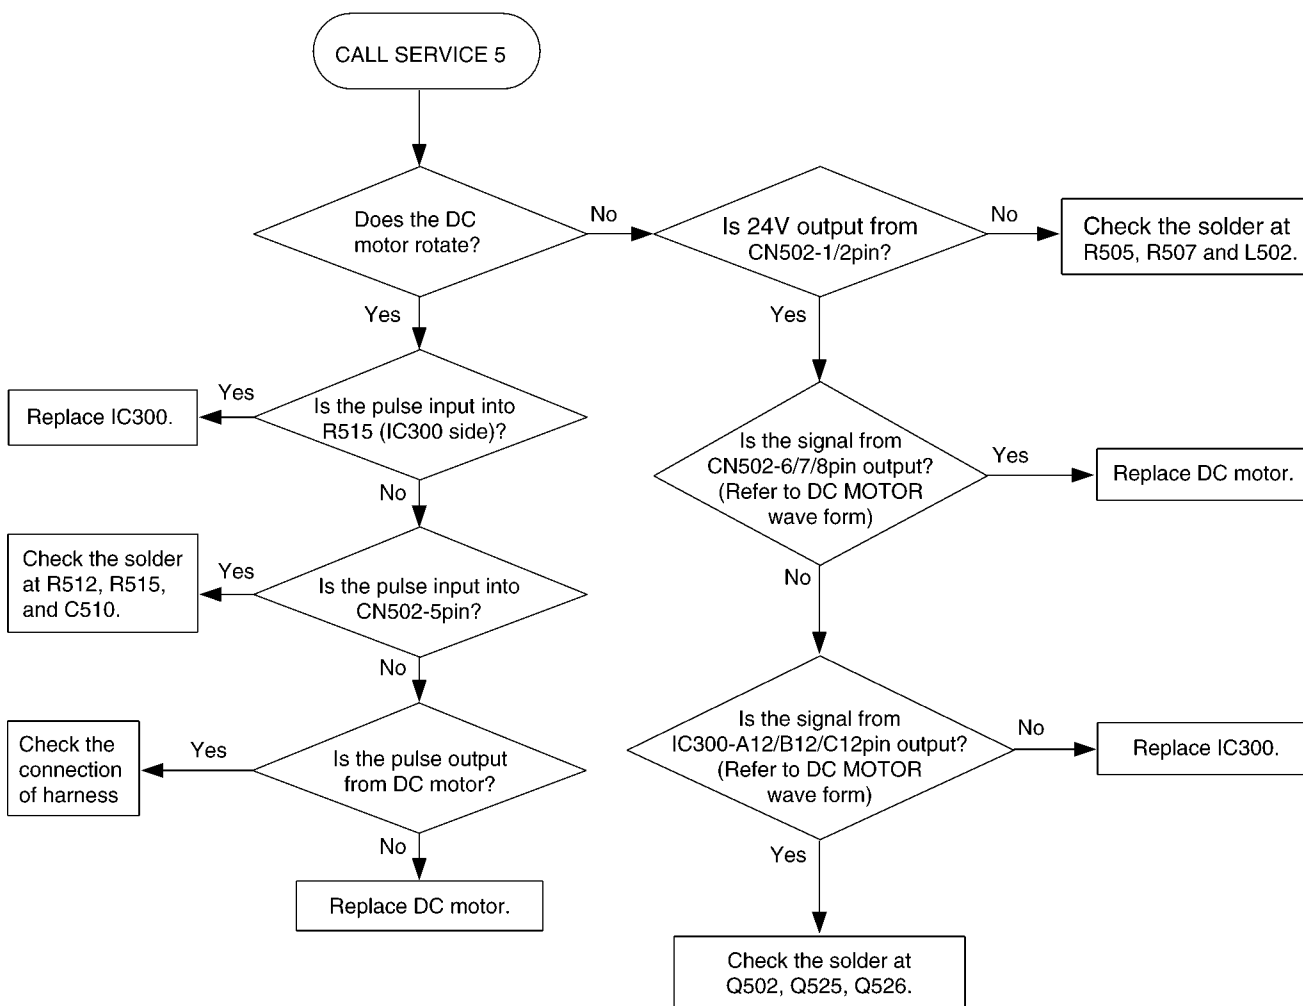 CALL SERVICE 5
Does the DC
motor rotate?
No
Is 24V output from
CN502-1/2pin?
No
Check the solder at
R505, R507 and L502.
Yes
Yes
Is the pulse input into
R515 (IC300 side)?
Yes
Replace IC300.
Is the signal from
CN502-6/7/8pin output?
(Refer to DC MOTOR
wave form)
Yes
Replace DC motor.
No
No
Is the pulse input into
CN502-5pin?
Yes
Check the solder
at R512, R515,
and C510.
No
Is the signal from
IC300-A12/B12/C12pin output?
(Refer to DC MOTOR
wave form)
No
Replace IC300.
Is the pulse output
from DC motor?
Yes
Check the
connection
of harness
No
Replace DC motor.
Yes
Check the solder at
Q502, Q525, Q526.